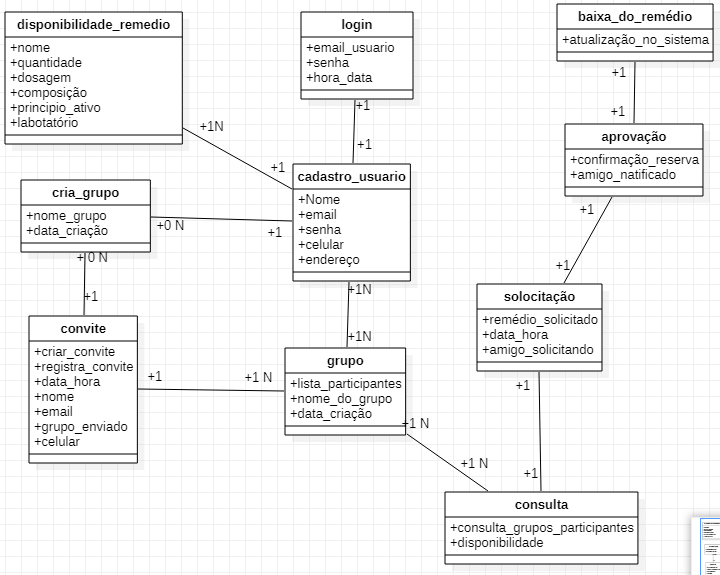 disponibilidade_remedio
+nome
+quantidade
+dosagem
+composição
+principio_ativo
+labotatório
login
+email_usuario
+senha
+hora_data
baixa_do_remédio
+atualização_no_sistema
+1N
+1
+1
+1
+1
+1
aprovação
+confirmação_reserva
+amigo_natificado
cria_grupo
+nome_grupo
+data_criação
+0 N
+1
cadastro_usuario
+Nome
+email
+senha
+celular
+endereço
+1
+1
+0 N
+1
+1N
+1N
solocitação
+remédio_solicitado
+data_hora
+amigo_solicitando
convite
+criar_convite
+registra_convite
+data_hora
+nome
+email
+grupo_enviado
+celular
+1
+1 N
grupo
+lista_participantes
+nome_do_grupo
+data_criação
+1 N
+1 N
+1
+1
consulta
+consulta_grupos_participantes
+disponibilidade